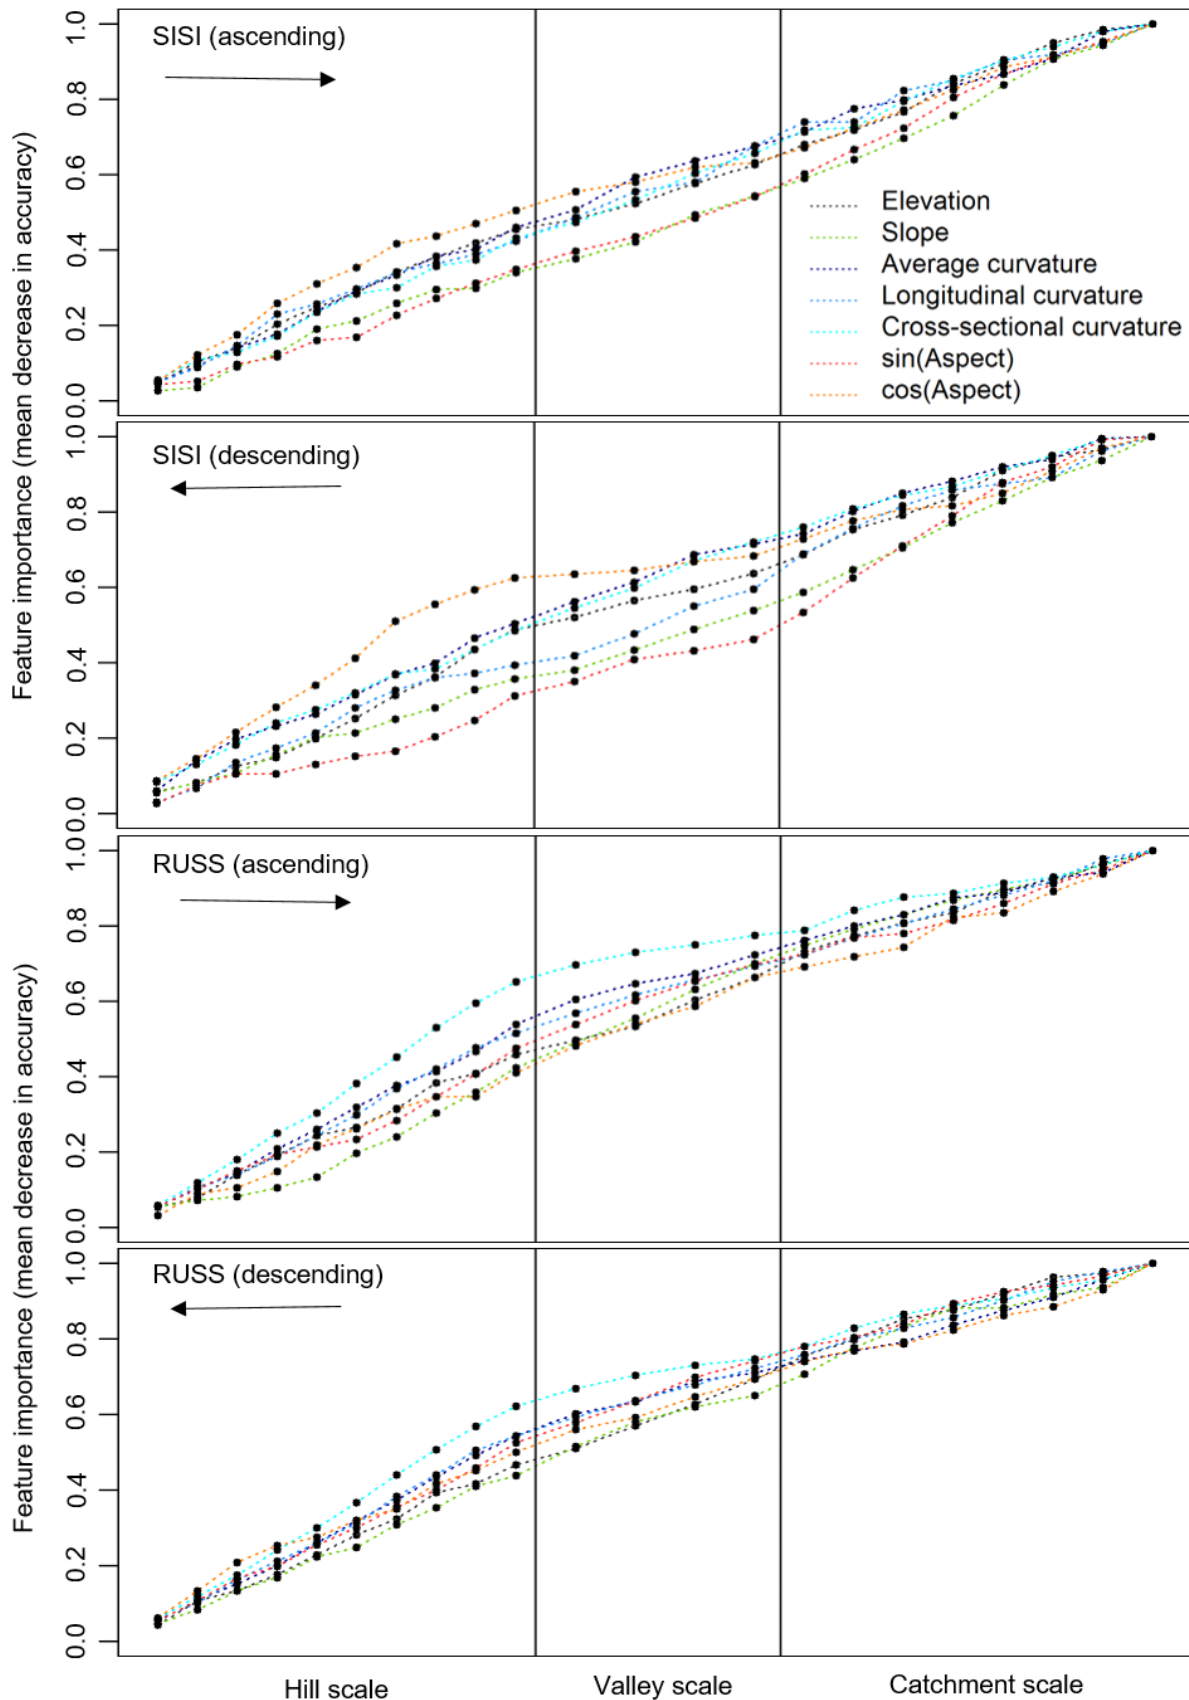 Feature importance (mean decrease in accuracy)
SISI (ascending)
1.0
0.8
0.6
0.4
0.2
0.0
Elevation
Slope
Average curvature
Longitudinal curvature
Cross-sectional curvature
sin(Aspect)
cos(Aspect)
SISI (descending)
1.0
0.8
0.6
0.4
0.2
0.0
Feature importance (mean decrease in accuracy)
RUSS (ascending)
1.0
0.8
0.6
0.4
0.2
0.0
RUSS (descending)
1.0
0.8
0.6
0.4
0.2
0.0
Hill scale
Valley scale
Catchment scale